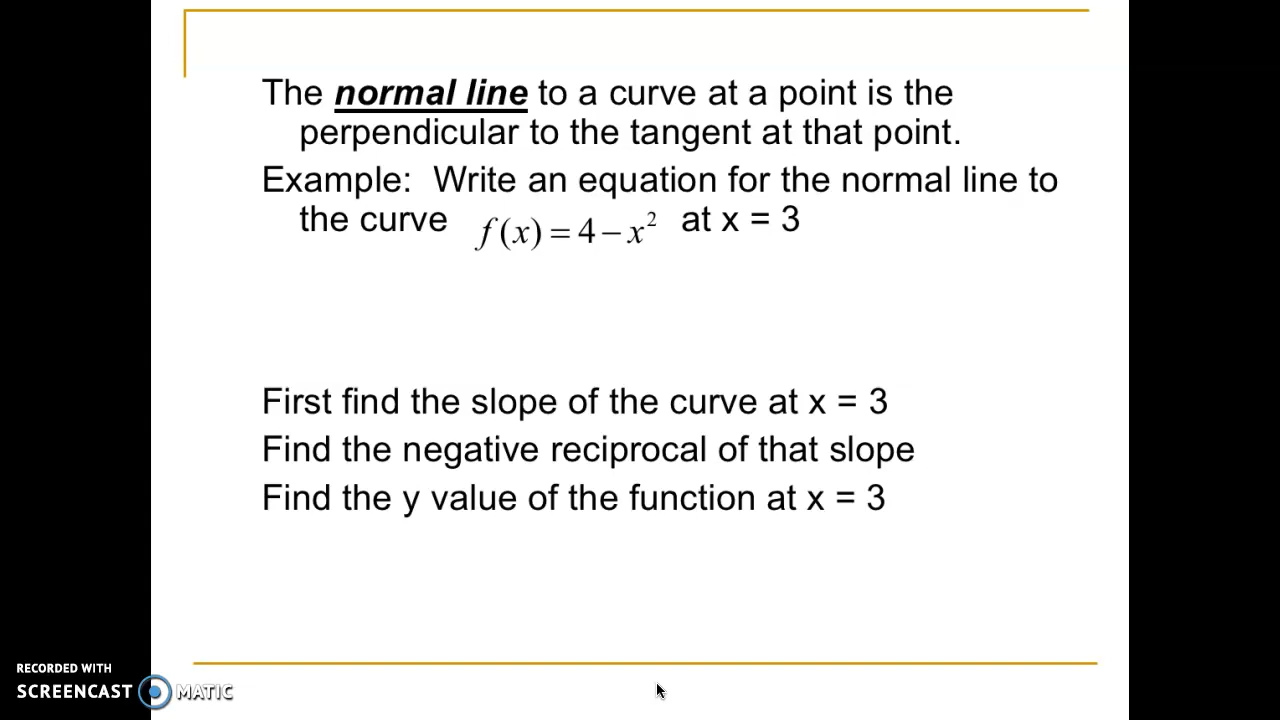 The normal line to a curve at a point is the
perpendicular to the tangent at that point.
Example: Write an equation for the normal line to
the curve f(x) = 4 − x² at x = 3
First find the slope of the curve at x = 3
Find the negative reciprocal of that slope
Find the y value of the function at x = 3
RECORDED WITH
SCREENCAST MATIC